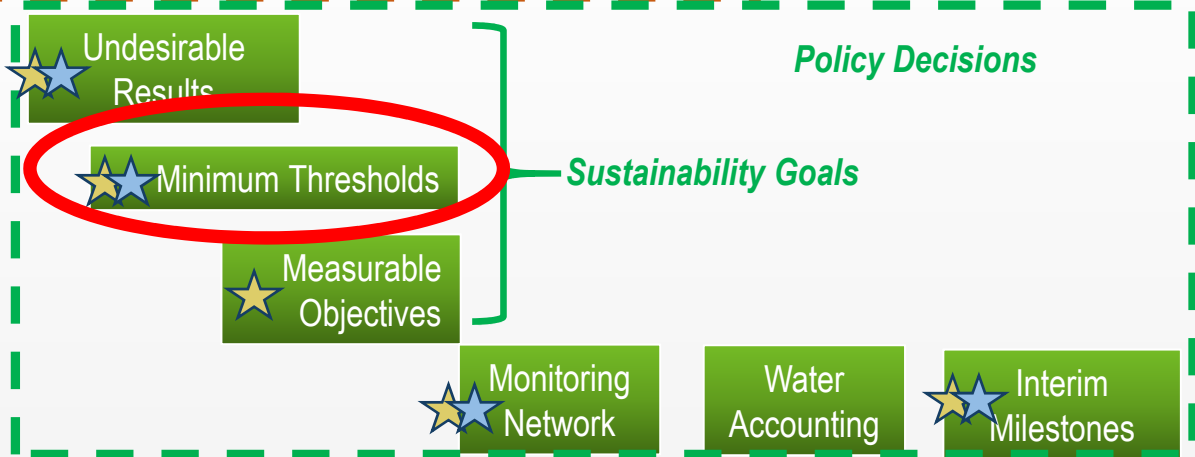 Undesirable
Results
Policy Decisions
Minimum Thresholds
Sustainability Goals
Measurable
Objectives
Monitoring
Network
Water
Accounting
Interim
Milestones